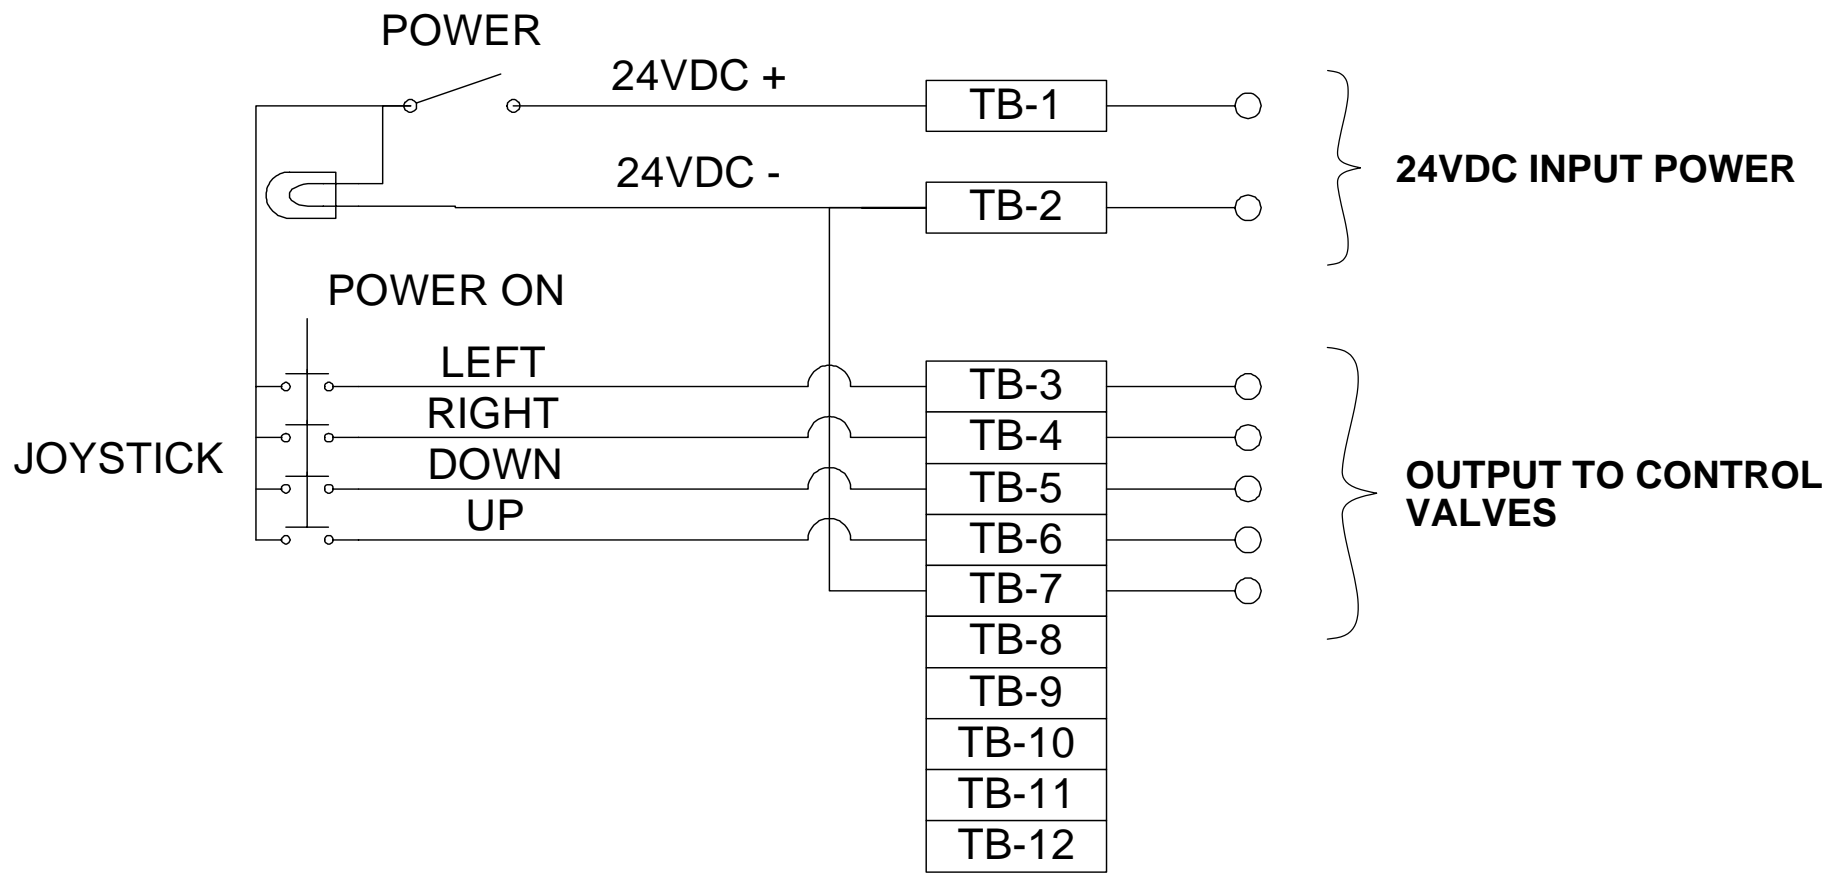 POWER
24VDC +
TB-1
24VDC -
TB-2
24VDC INPUT POWER
POWER ON
LEFT
TB-3
RIGHT
TB-4
JOYSTICK
DOWN
TB-5
UP
TB-6
OUTPUT TO CONTROL
VALVES
TB-7
TB-8
TB-9
TB-10
TB-11
TB-12